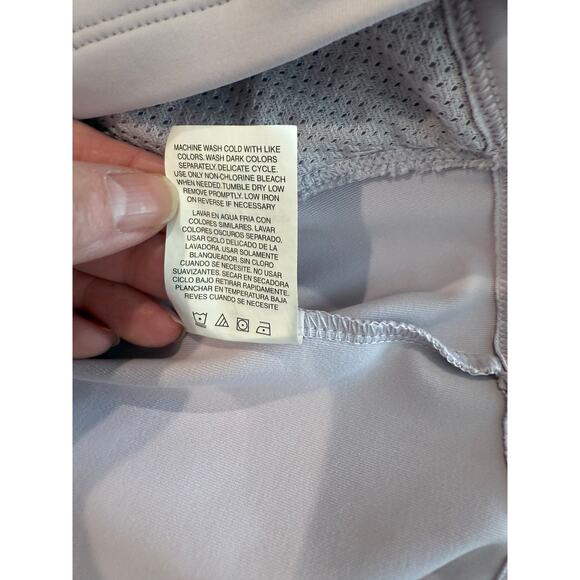 MACHINE WASH COLD WITH LIKE
COLORS. WASH DARK COLORS
SEPARATELY. DELICATE CYCLE.
USE ONLY NON-CHLORINE BLEACH
WHEN NEEDED. TUMBLE DRY LOW
REMOVE PROMPTLY. LOW IRON
ON REVERSE IF NECESSARY
LAVAR EN AGUA FRIA CON
COLORES SIMILARES. LAVAR
COLORES OSCUROS SEPARADO.
USAR CICLO DELICADO DE LA
LAVADORA. USAR SOLAMENTE
BLANQUEADOR. SIN CLORO
CUANDO SE NECESITE. NO USAR
SUAVIZANTES. SECAR EN SECADORA
CICLO BAJO RETIRAR RAPIDAMENTE.
PLANCHAR EN TEMPERATURA BAJA
REVES CUANDO SE NECESITE